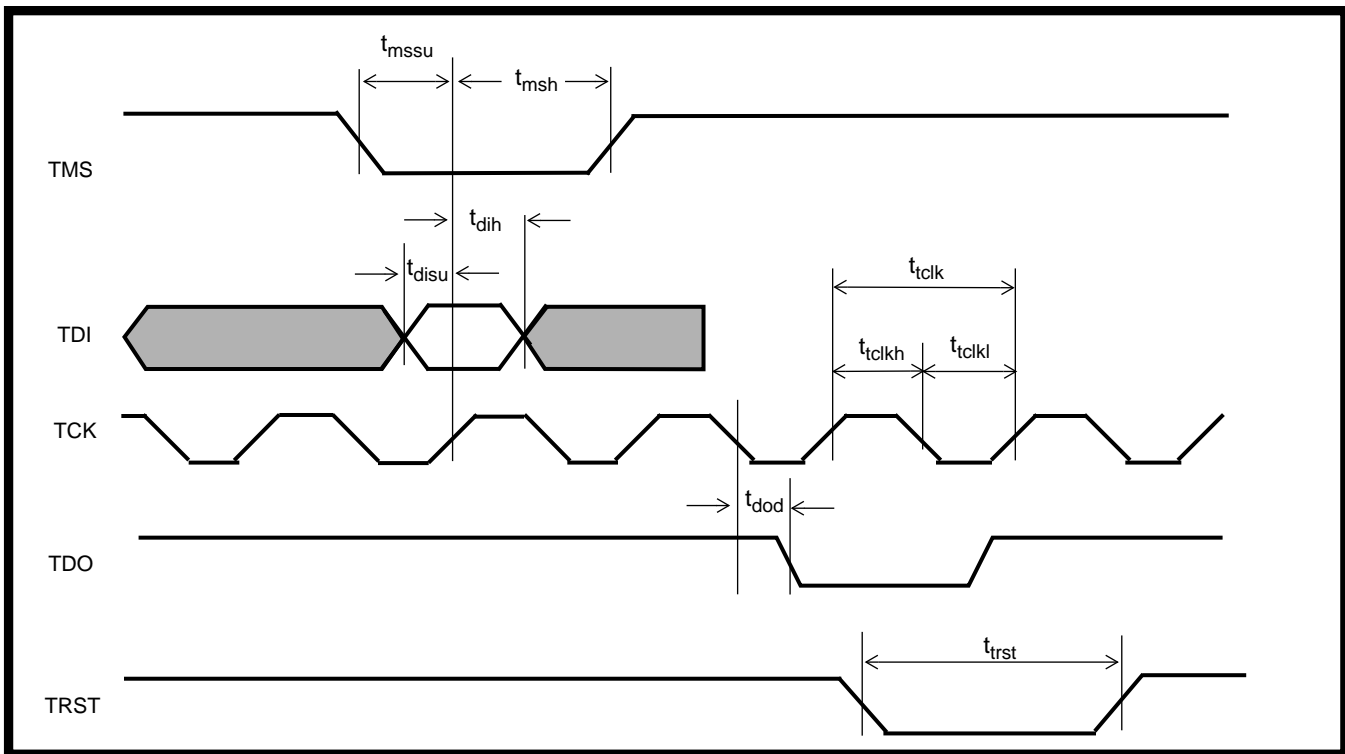 tmssu
tmsh
TMS
tdih
tdisu
ttclk
TDI
ttclkh
ttclkl
TCK
tdod
TDO
ttrst
TRST